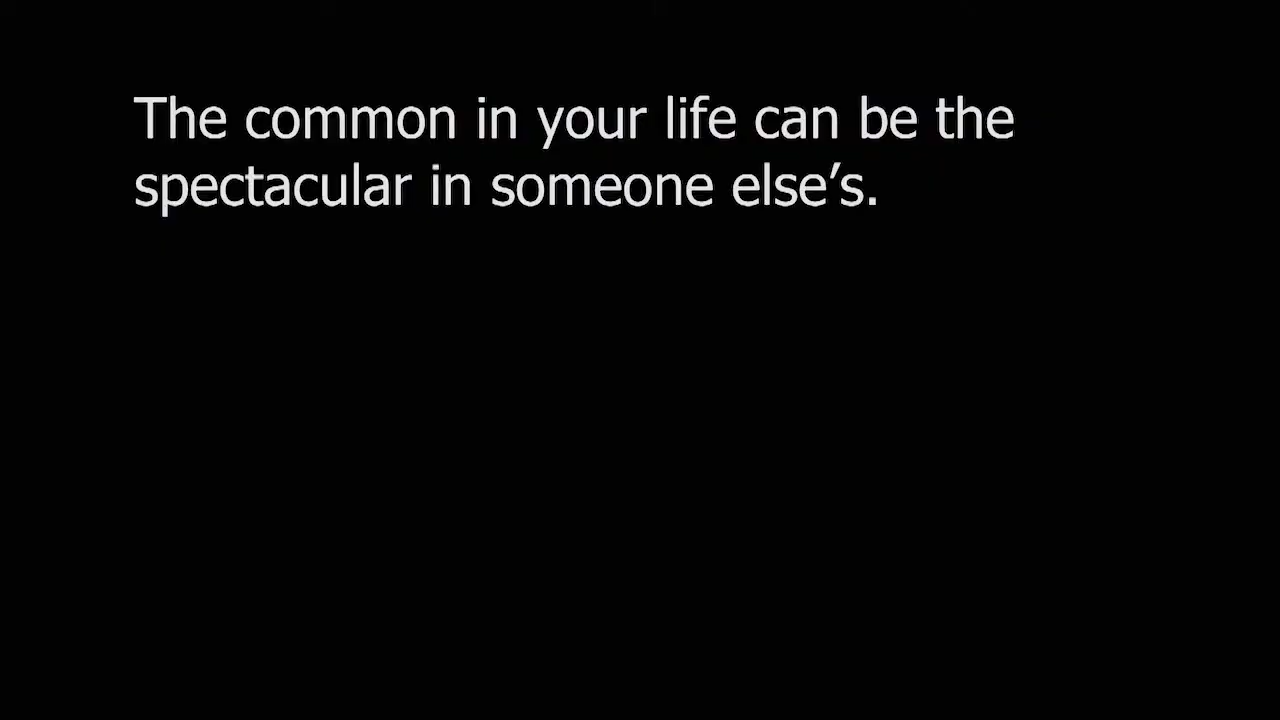 The common in your life can be the
spectacular in someone else’s.